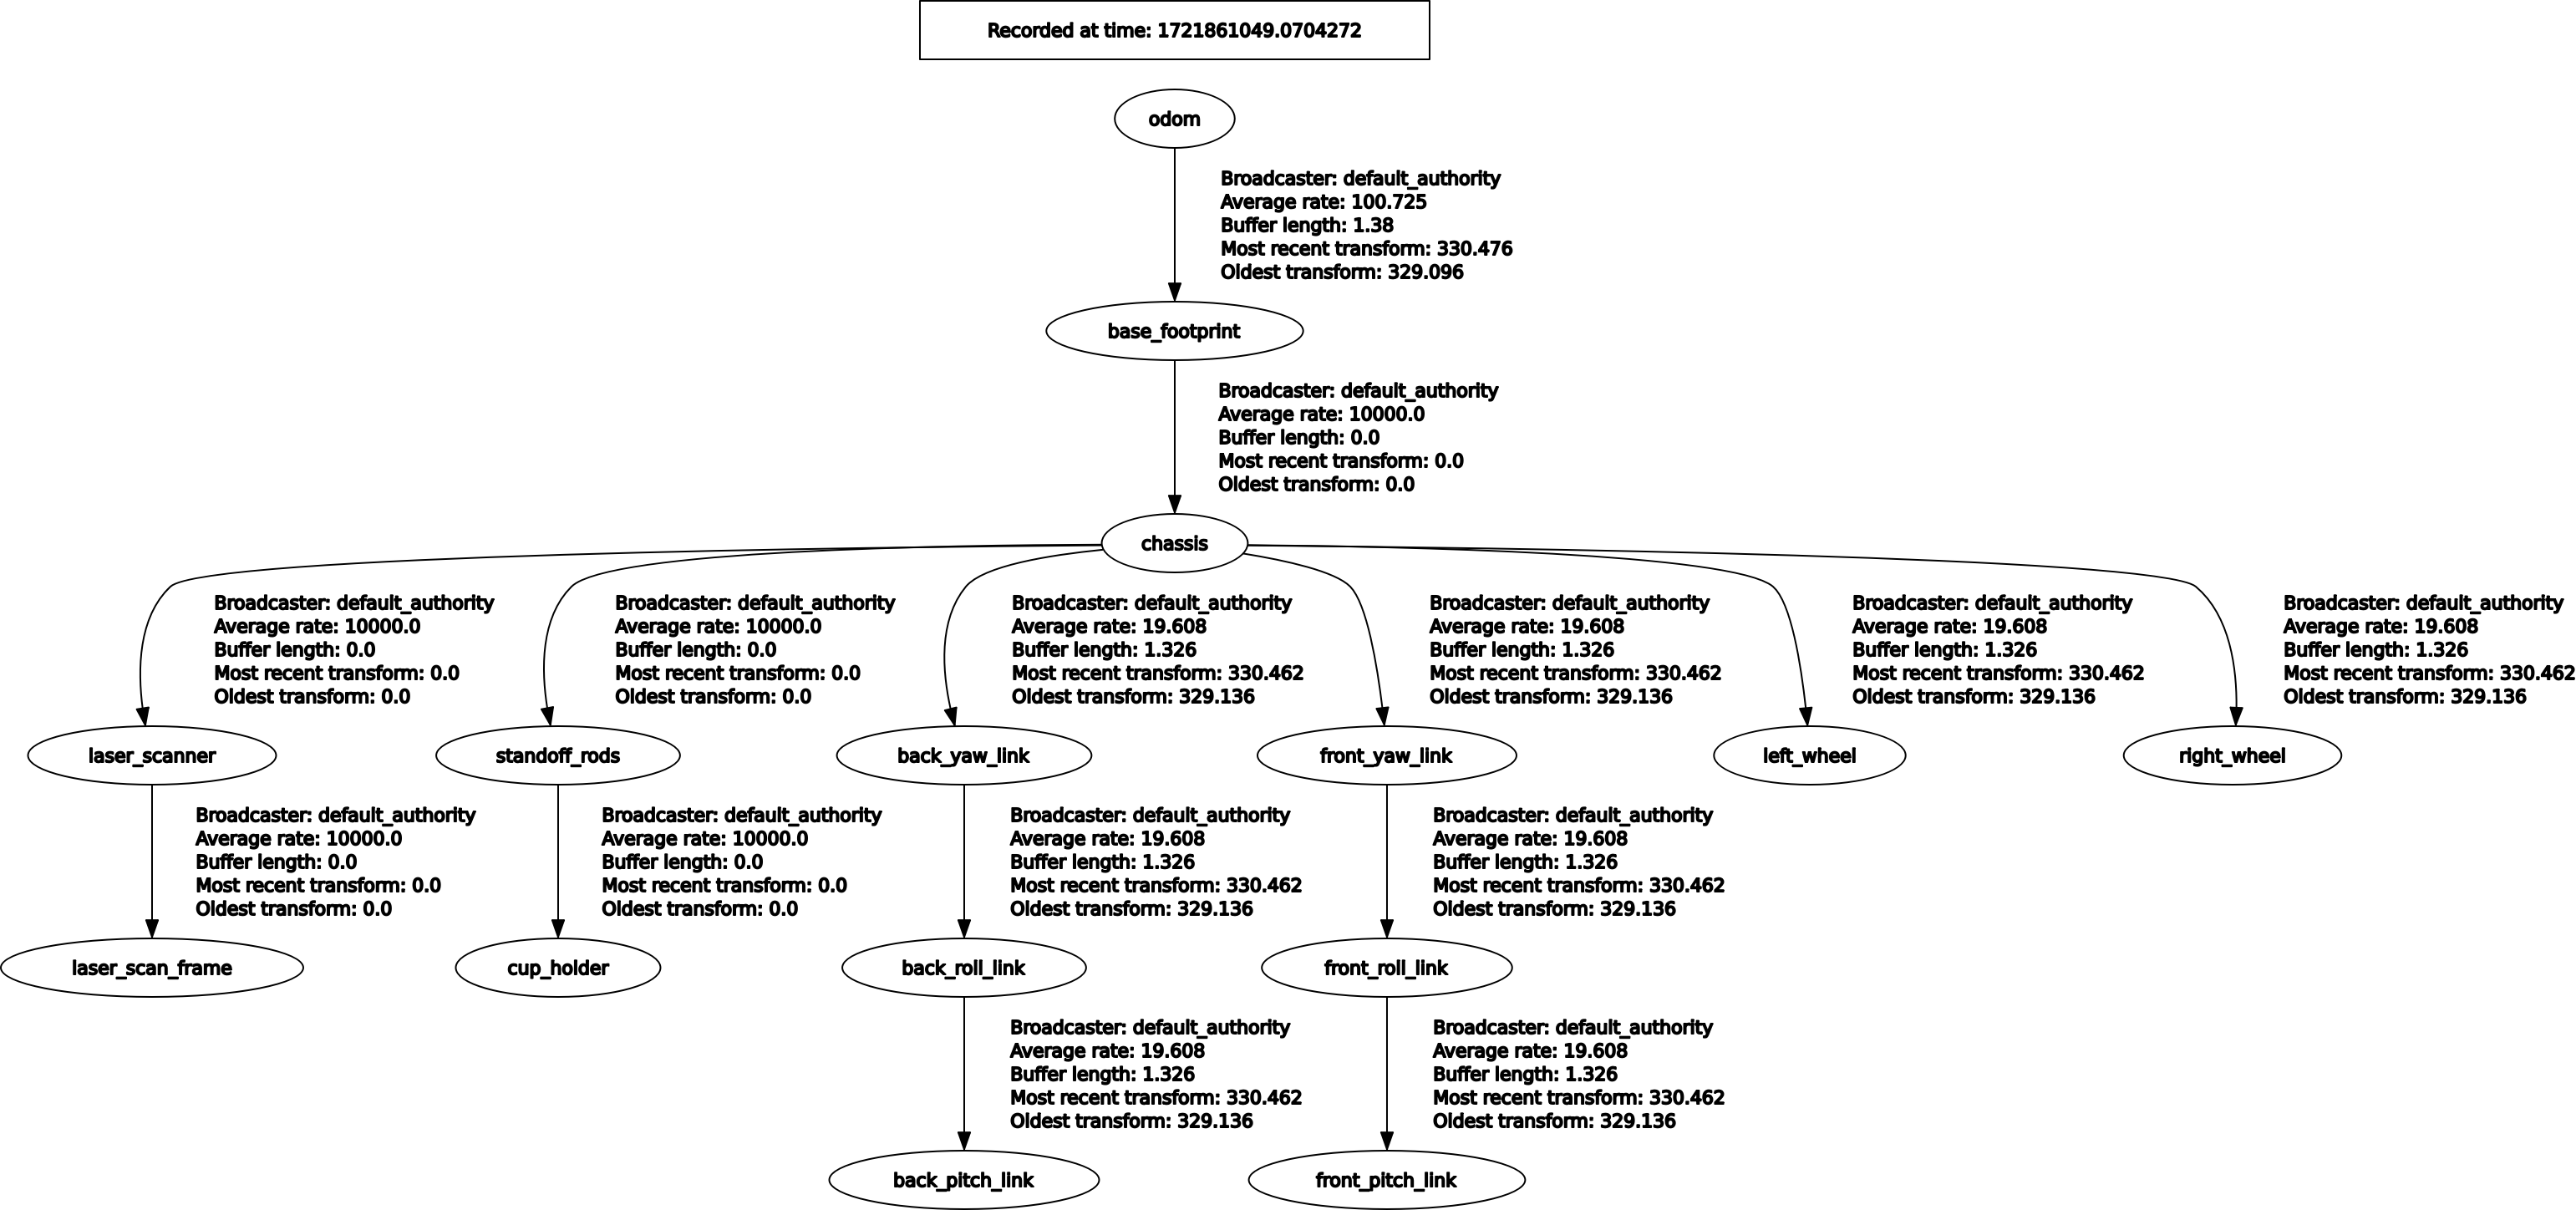 Recorded at time: 1721861049.0704272
odom
Broadcaster: default_authority
Average rate: 100.725
Buffer length: 1.38
Most recent transform: 330.476
Oldest transform: 329.096
base_footprint
Broadcaster: default_authority
Average rate: 10000.0
Buffer length: 0.0
Most recent transform: 0.0
Oldest transform: 0.0
chassis
Broadcaster: default_authority
Average rate: 10000.0
Buffer length: 0.0
Most recent transform: 0.0
Oldest transform: 0.0
Broadcaster: default_authority
Average rate: 10000.0
Buffer length: 0.0
Most recent transform: 0.0
Oldest transform: 0.0
Broadcaster: default_authority
Average rate: 19.608
Buffer length: 1.326
Most recent transform: 330.462
Oldest transform: 329.136
Broadcaster: default_authority
Average rate: 19.608
Buffer length: 1.326
Most recent transform: 330.462
Oldest transform: 329.136
Broadcaster: default_authority
Average rate: 19.608
Buffer length: 1.326
Most recent transform: 330.462
Oldest transform: 329.136
Broadcaster: default_authority
Average rate: 19.608
Buffer length: 1.326
Most recent transform: 330.462
Oldest transform: 329.136
laser_scanner
standoff_rods
back_yaw_link
front_yaw_link
left_wheel
right_wheel
Broadcaster: default_authority
Average rate: 10000.0
Buffer length: 0.0
Most recent transform: 0.0
Oldest transform: 0.0
Broadcaster: default_authority
Average rate: 10000.0
Buffer length: 0.0
Most recent transform: 0.0
Oldest transform: 0.0
Broadcaster: default_authority
Average rate: 19.608
Buffer length: 1.326
Most recent transform: 330.462
Oldest transform: 329.136
Broadcaster: default_authority
Average rate: 19.608
Buffer length: 1.326
Most recent transform: 330.462
Oldest transform: 329.136
laser_scan_frame
cup_holder
back_roll_link
front_roll_link
Broadcaster: default_authority
Average rate: 19.608
Buffer length: 1.326
Most recent transform: 330.462
Oldest transform: 329.136
Broadcaster: default_authority
Average rate: 19.608
Buffer length: 1.326
Most recent transform: 330.462
Oldest transform: 329.136
back_pitch_link
front_pitch_link